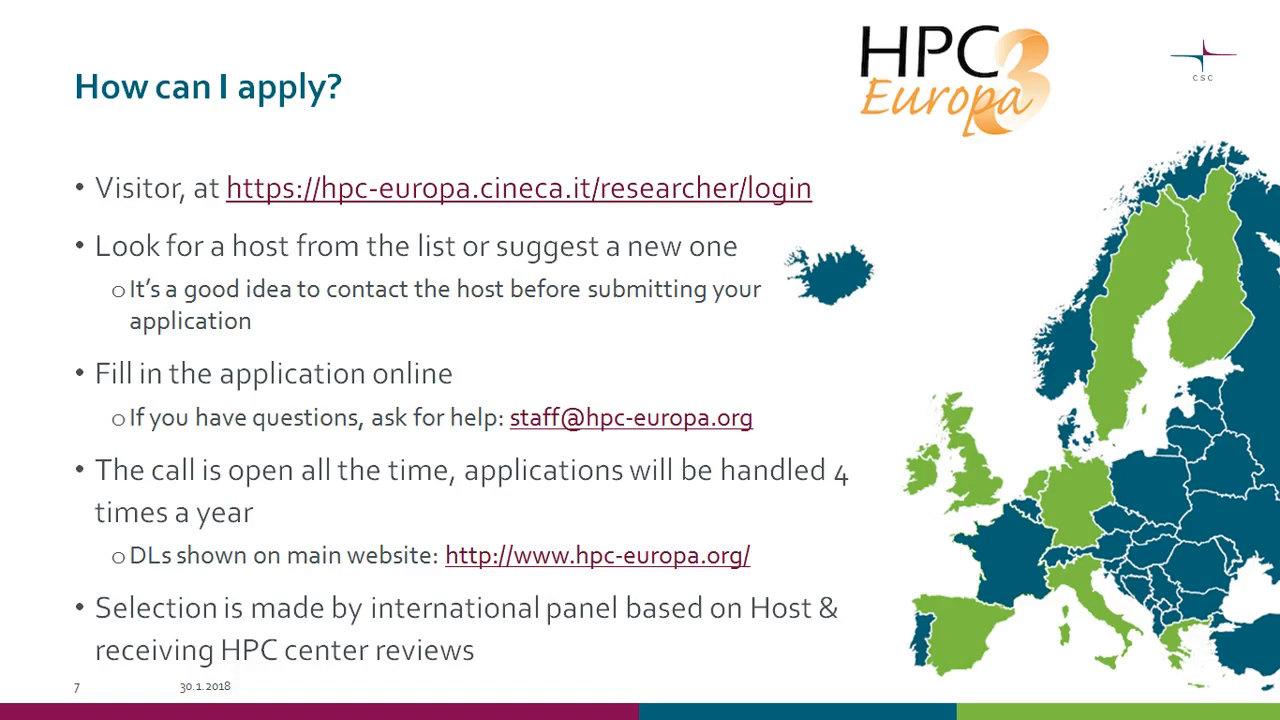 How can I apply?
HPC
Europa
3
CSC
• Visitor, at https://hpc-europa.cineca.it/researcher/login
• Look for a host from the list or suggest a new one
o It's a good idea to contact the host before submitting your
application
• Fill in the application online
o If you have questions, ask for help: staff@hpc-europa.org
• The call is open all the time, applications will be handled 4
times a year
o DLs shown on main website: http://www.hpc-europa.org/
• Selection is made by international panel based on Host &
receiving HPC center reviews
7 30.1.2018